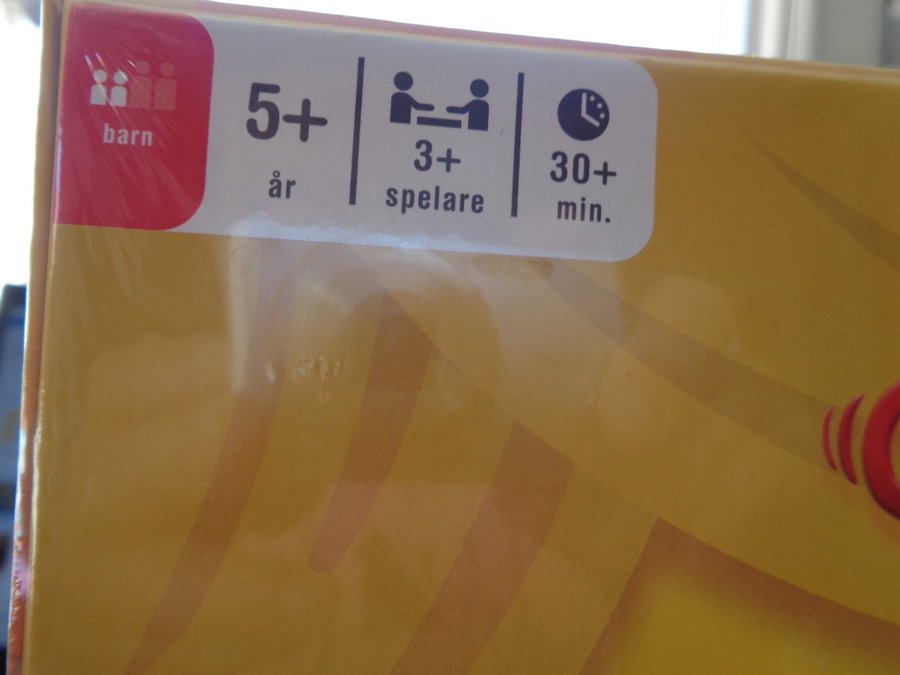 barn
5+
år
3+
spelare
30+
min.